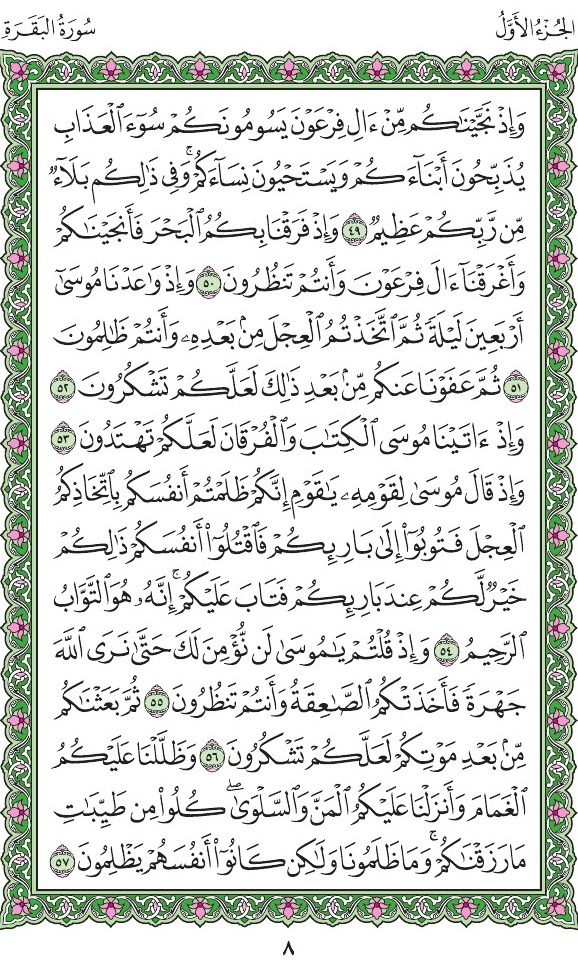 الجُزْءُ الأَوَّلُ
سُورَةُ البَقَرَةِ
وَإِذْ نَجَّيْنَٰكُم مِّنْ ءَالِ فِرْعَوْنَ يَسُومُونَكُمْ سُوٓءَ ٱلْعَذَابِ
يُذَبِّحُونَ أَبْنَآءَكُمْ وَيَسْتَحْيُونَ نِسَآءَكُمْۚ وَفِي ذَٰلِكُم بَلَآءٌ
مِّن رَّبِّكُمْ عَظِيمٌ ٤٩ وَإِذْ فَرَقْنَا بِكُمُ ٱلْبَحْرَ فَأَنجَيْنَٰكُمْ
وَأَغْرَقْنَآ ءَالَ فِرْعَوْنَ وَأَنتُمْ تَنظُرُونَ ٥٠ وَإِذْ وَٰعَدْنَا مُوسَىٰٓ
أَرْبَعِينَ لَيْلَةً ثُمَّ ٱتَّخَذْتُمُ ٱلْعِجْلَ مِنۢ بَعْدِهِۦ وَأَنتُمْ ظَٰلِمُونَ
٥١ ثُمَّ عَفَوْنَا عَنكُم مِّنۢ بَعْدِ ذَٰلِكَ لَعَلَّكُمْ تَشْكُرُونَ ٥٢
وَإِذْ ءَاتَيْنَا مُوسَى ٱلْكِتَٰبَ وَٱلْفُرْقَانَ لَعَلَّكُمْ تَهْتَدُونَ ٥٣
وَإِذْ قَالَ مُوسَىٰ لِقَوْمِهِۦ يَٰقَوْمِ إِنَّكُمْ ظَلَمْتُمْ أَنفُسَكُم بِٱتِّخَاذِكُمُ
ٱلْعِجْلَ فَتُوبُوٓا۟ إِلَىٰ بَارِئِكُمْ فَٱقْتُلُوٓا۟ أَنفُسَكُمْ ذَٰلِكُمْ
خَيْرٌ لَّكُمْ عِندَ بَارِئِكُمْ فَتَابَ عَلَيْكُمْۚ إِنَّهُۥ هُوَ ٱلتَّوَّابُ
ٱلرَّحِيمُ ٥٤ وَإِذْ قُلْتُمْ يَٰمُوسَىٰ لَن نُّؤْمِنَ لَكَ حَتَّىٰ نَرَى ٱللَّهَ
جَهْرَةً فَأَخَذَتْكُمُ ٱلصَّٰعِقَةُ وَأَنتُمْ تَنظُرُونَ ٥٥ ثُمَّ بَعَثْنَٰكُم
مِّنۢ بَعْدِ مَوْتِكُمْ لَعَلَّكُمْ تَشْكُرُونَ ٥٦ وَظَلَّلْنَا عَلَيْكُمُ
ٱلْغَمَامَ وَأَنزَلْنَا عَلَيْكُمُ ٱلْمَنَّ وَٱلسَّلْوَىٰۖ كُلُوا۟ مِن طَيِّبَٰتِ
مَا رَزَقْنَٰكُمْۚ وَمَا ظَلَمُونَا وَلَٰكِن كَانُوٓا۟ أَنفُسَهُمْ يَظْلِمُونَ ٥٧
٨